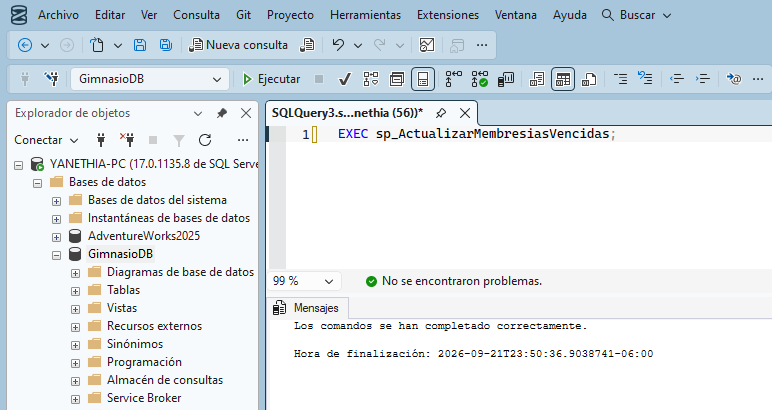 Archivo Editar Ver Consulta Git Proyecto Herramientas Extensiones Ventana Ayuda Buscar
Nueva consulta
GimnasioDB Ejecutar
Explorador de objetos
Conectar
YANETHIA-PC (17.0.1135.8 de SQL Serve
Bases de datos
Bases de datos del sistema
Instantáneas de bases de datos
AdventureWorks2025
GimnasioDB
Diagramas de base de datos
Tablas
Vistas
Recursos externos
Sinónimos
Programación
Almacén de consultas
Service Broker
SQLQuery3.s...nethia (56))*
1 EXEC sp_ActualizarMembresiasVencidas;
99 % No se encontraron problemas.
Mensajes
Los comandos se han completado correctamente.
Hora de finalización: 2026-09-21T23:50:36.9038741-06:00